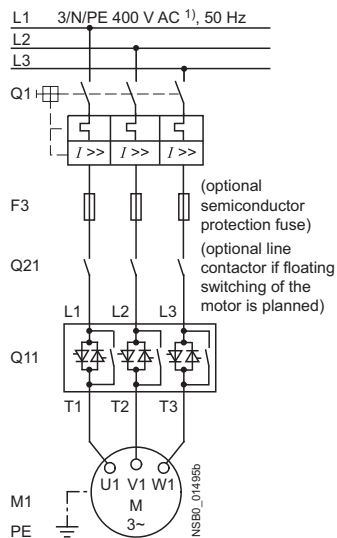 L1 3/N/PE 400 V AC 1), 50 Hz
L2
L3
Q1
I >> I >> I >>
F3
(optional
semiconductor
protection fuse)
Q21
(optional line
contactor if floating
switching of the
motor is planned)
L1 L2 L3
Q11
T1 T2 T3
U1 V1 W1
M
3~
M1
PE
NSB0_01495b